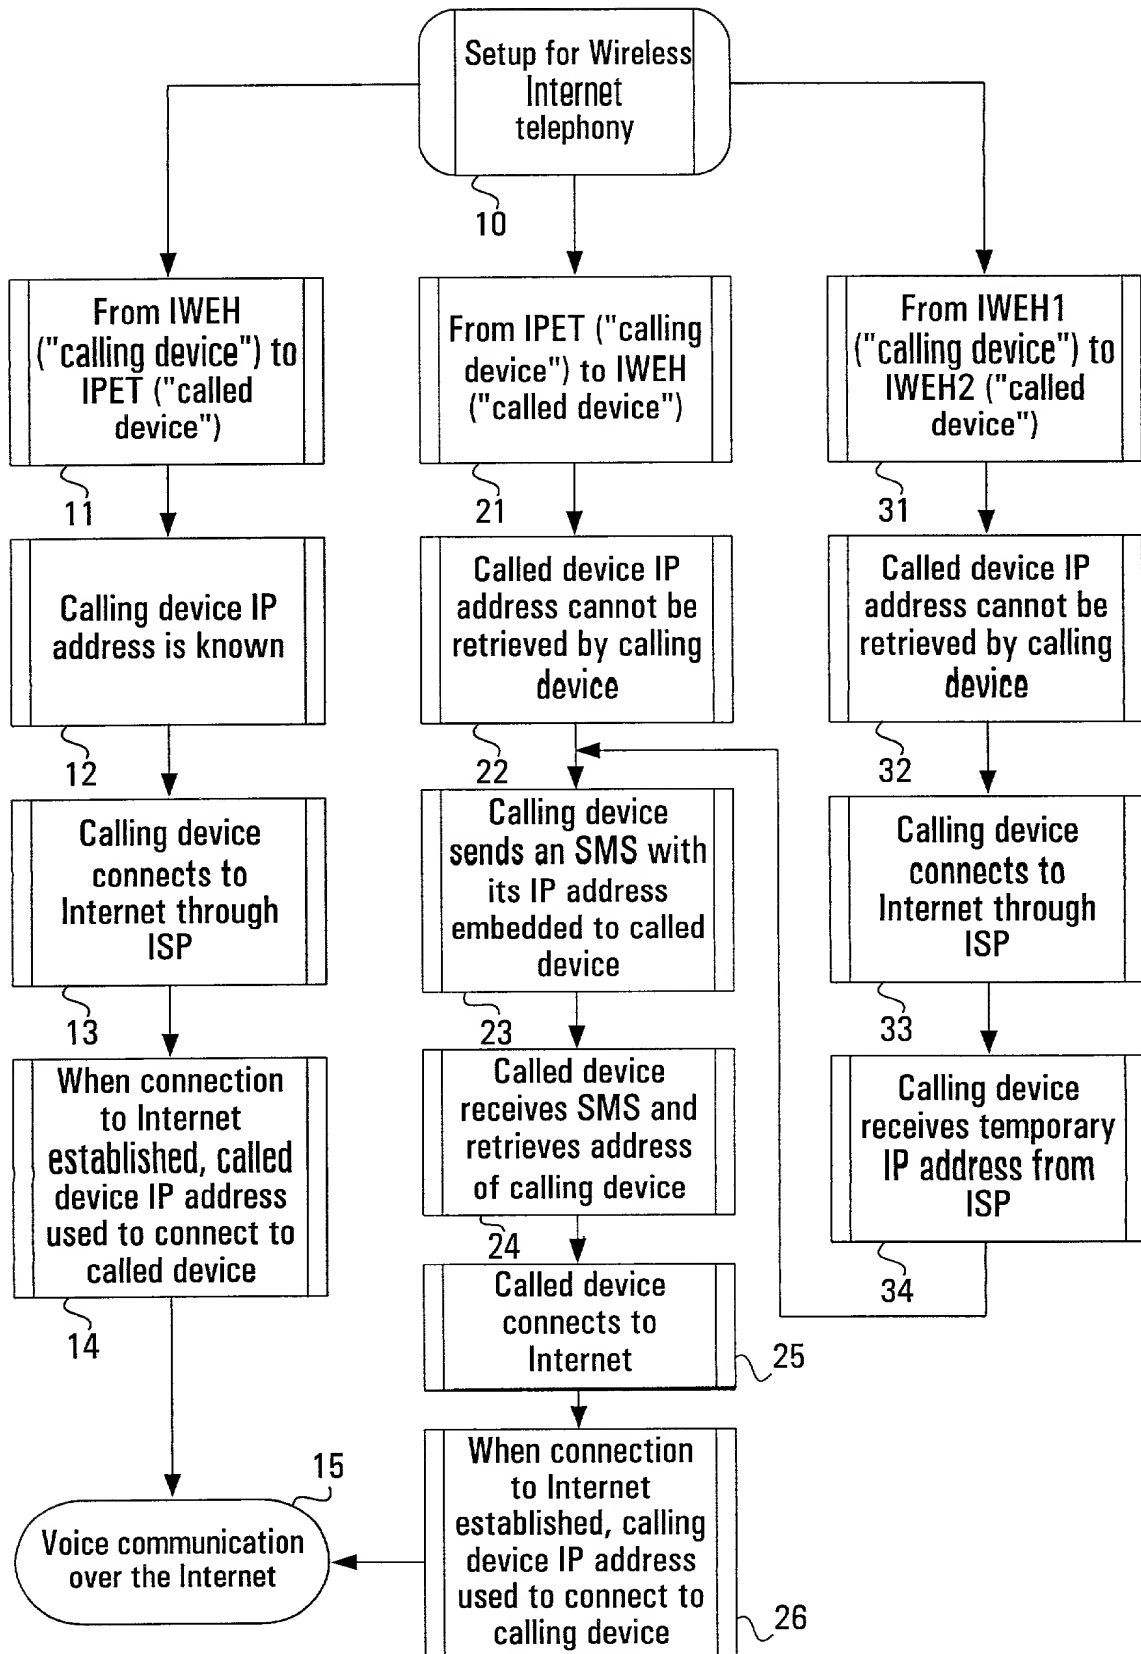 Setup for Wireless
Internet
telephony
10
From IWEH
("calling device") to
IPET ("called
device")
11
Calling device IP
address is known
12
Calling device
connects to
Internet through
ISP
13
When connection
to Internet
established, called
device IP address
used to connect to
called device
14
15
Voice communication
over the Internet
From IPET ("calling
device") to IWEH
("called device")
21
Called device IP
address cannot be
retrieved by calling
device
22
Calling device
sends an SMS with
its IP address
embedded to called
device
23
Called device
receives SMS and
retrieves address
of calling device
24
Called device
connects to
Internet
25
When connection
to Internet
established, calling
device IP address
used to connect to
calling device
26
From IWEH1
("calling device") to
IWEH2 ("called
device")
31
Called device IP
address cannot be
retrieved by calling
device
32
Calling device
connects to
Internet through
ISP
33
Calling device
receives temporary
IP address from
ISP
34